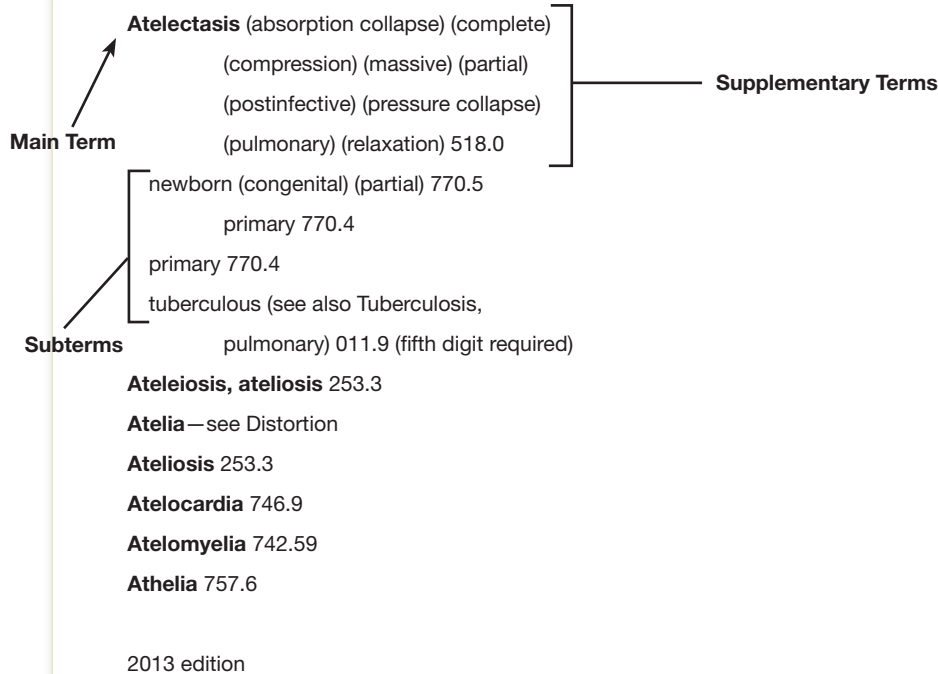 Atelectasis (absorption collapse) (complete)
(compression) (massive) (partial)
Supplementary Terms
(postinfective) (pressure collapse)
Main Term
(pulmonary) (relaxation) 518.0
newborn (congenital) (partial) 770.5
primary 770.4
primary 770.4
tuberculous (see also Tuberculosis,
Subterms
pulmonary) 011.9 (fifth digit required)
Ateleiosis, ateliosis 253.3
Atelia—see Distortion
Ateliosis 253.3
Atelocardia 746.9
Atelomyelia 742.59
Athelia 757.6
2013 edition